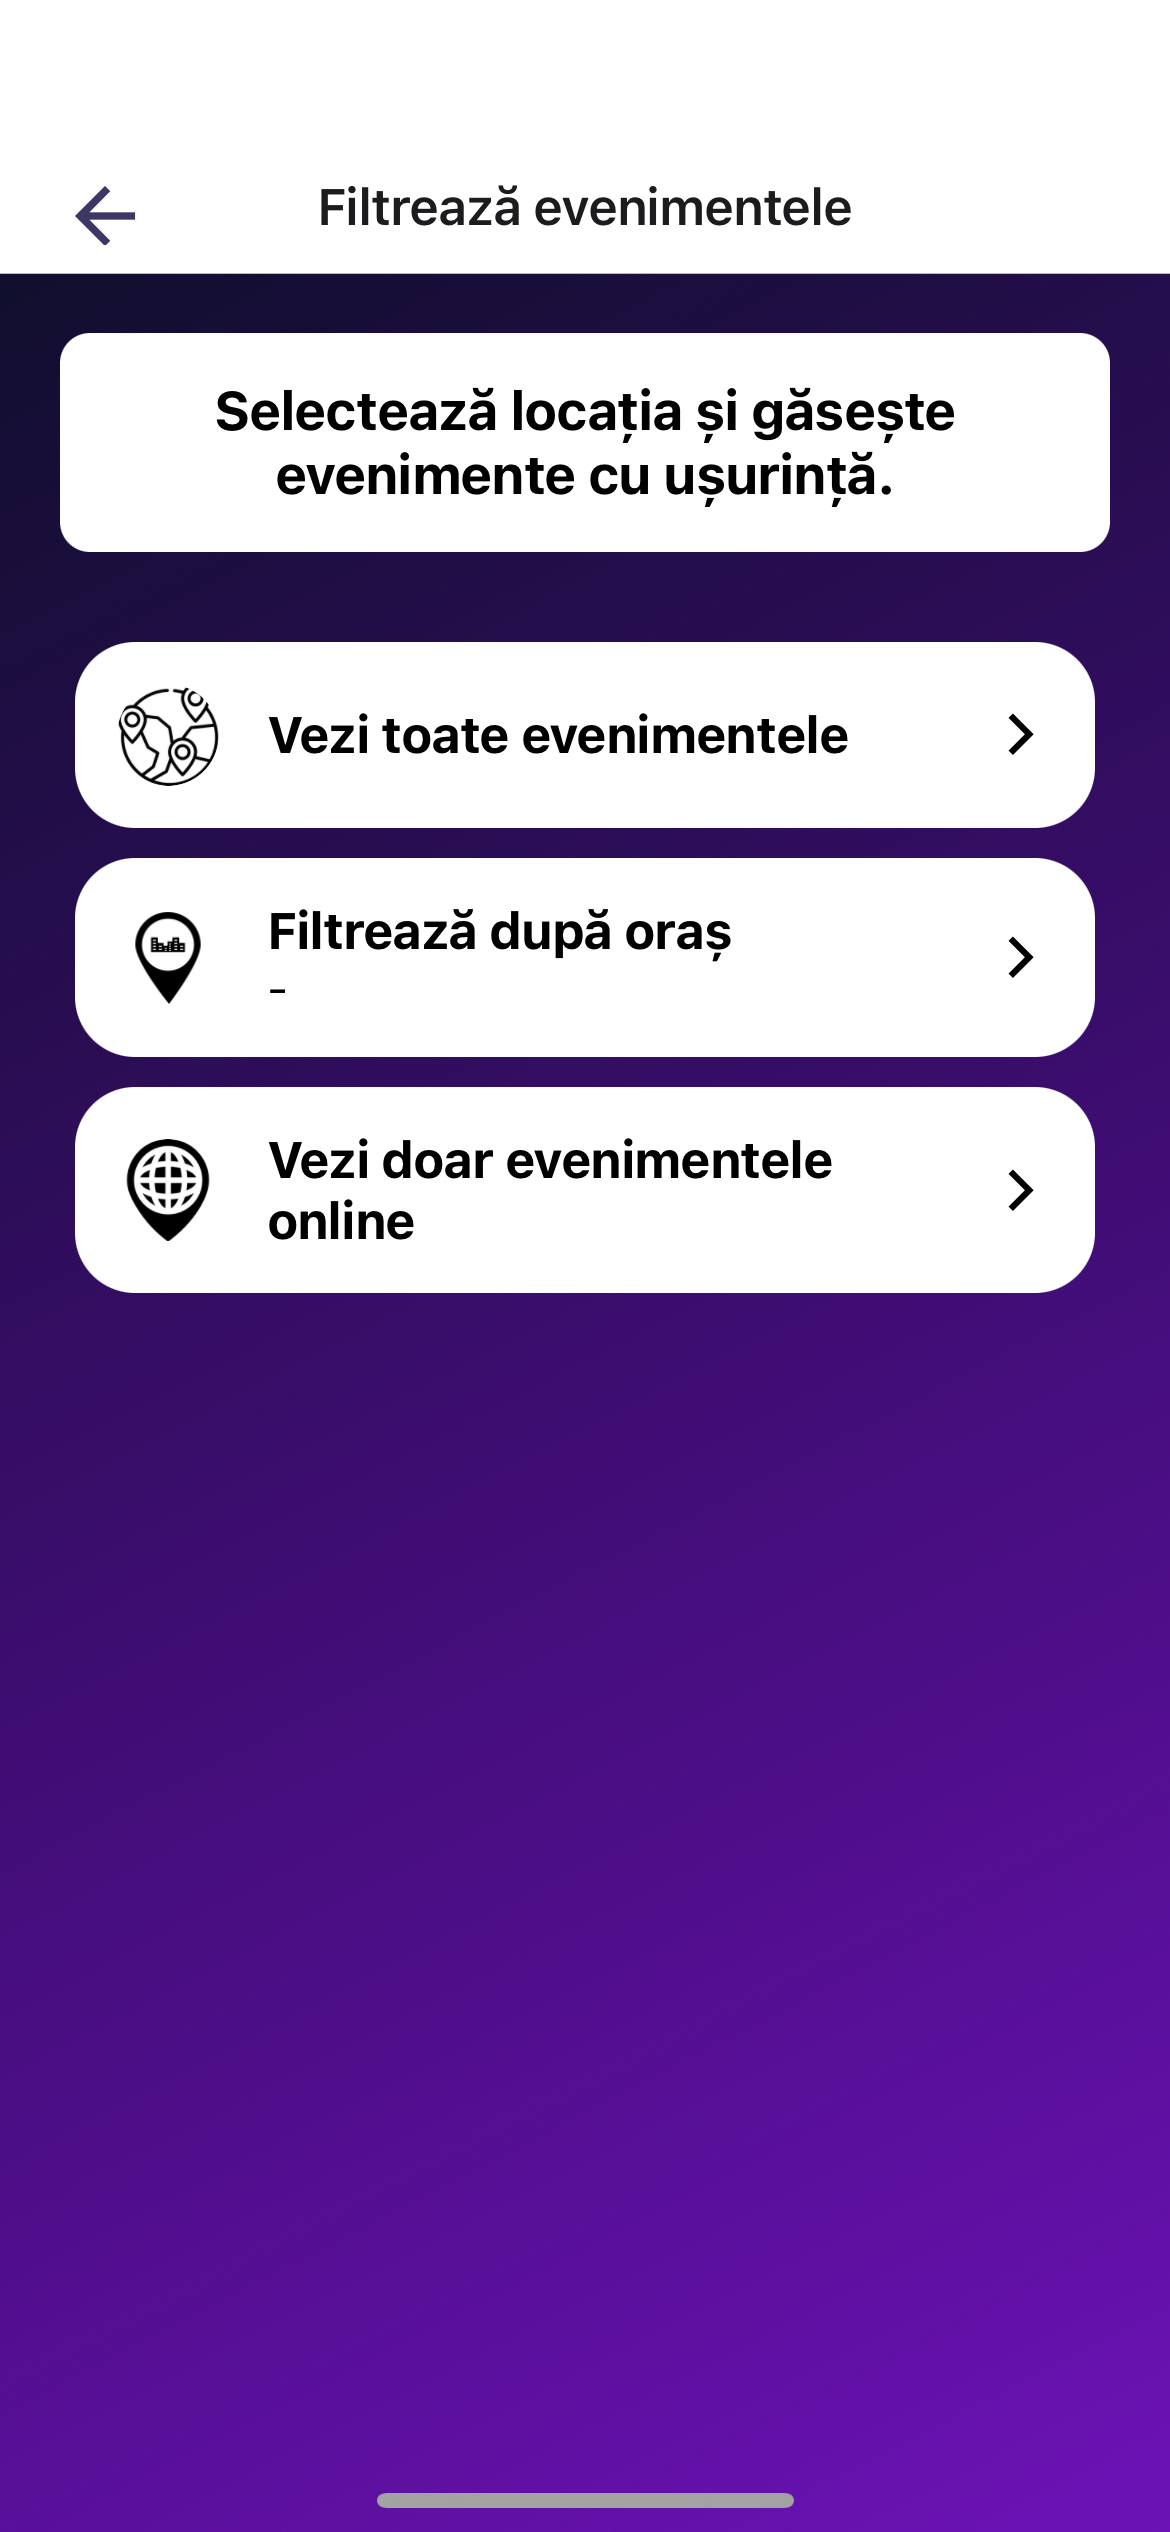 Filtrează evenimentele
Selectează locația și găsește
evenimente cu ușurință.
Vezi toate evenimentele
Filtrează după oraș
-
Vezi doar evenimentele
online